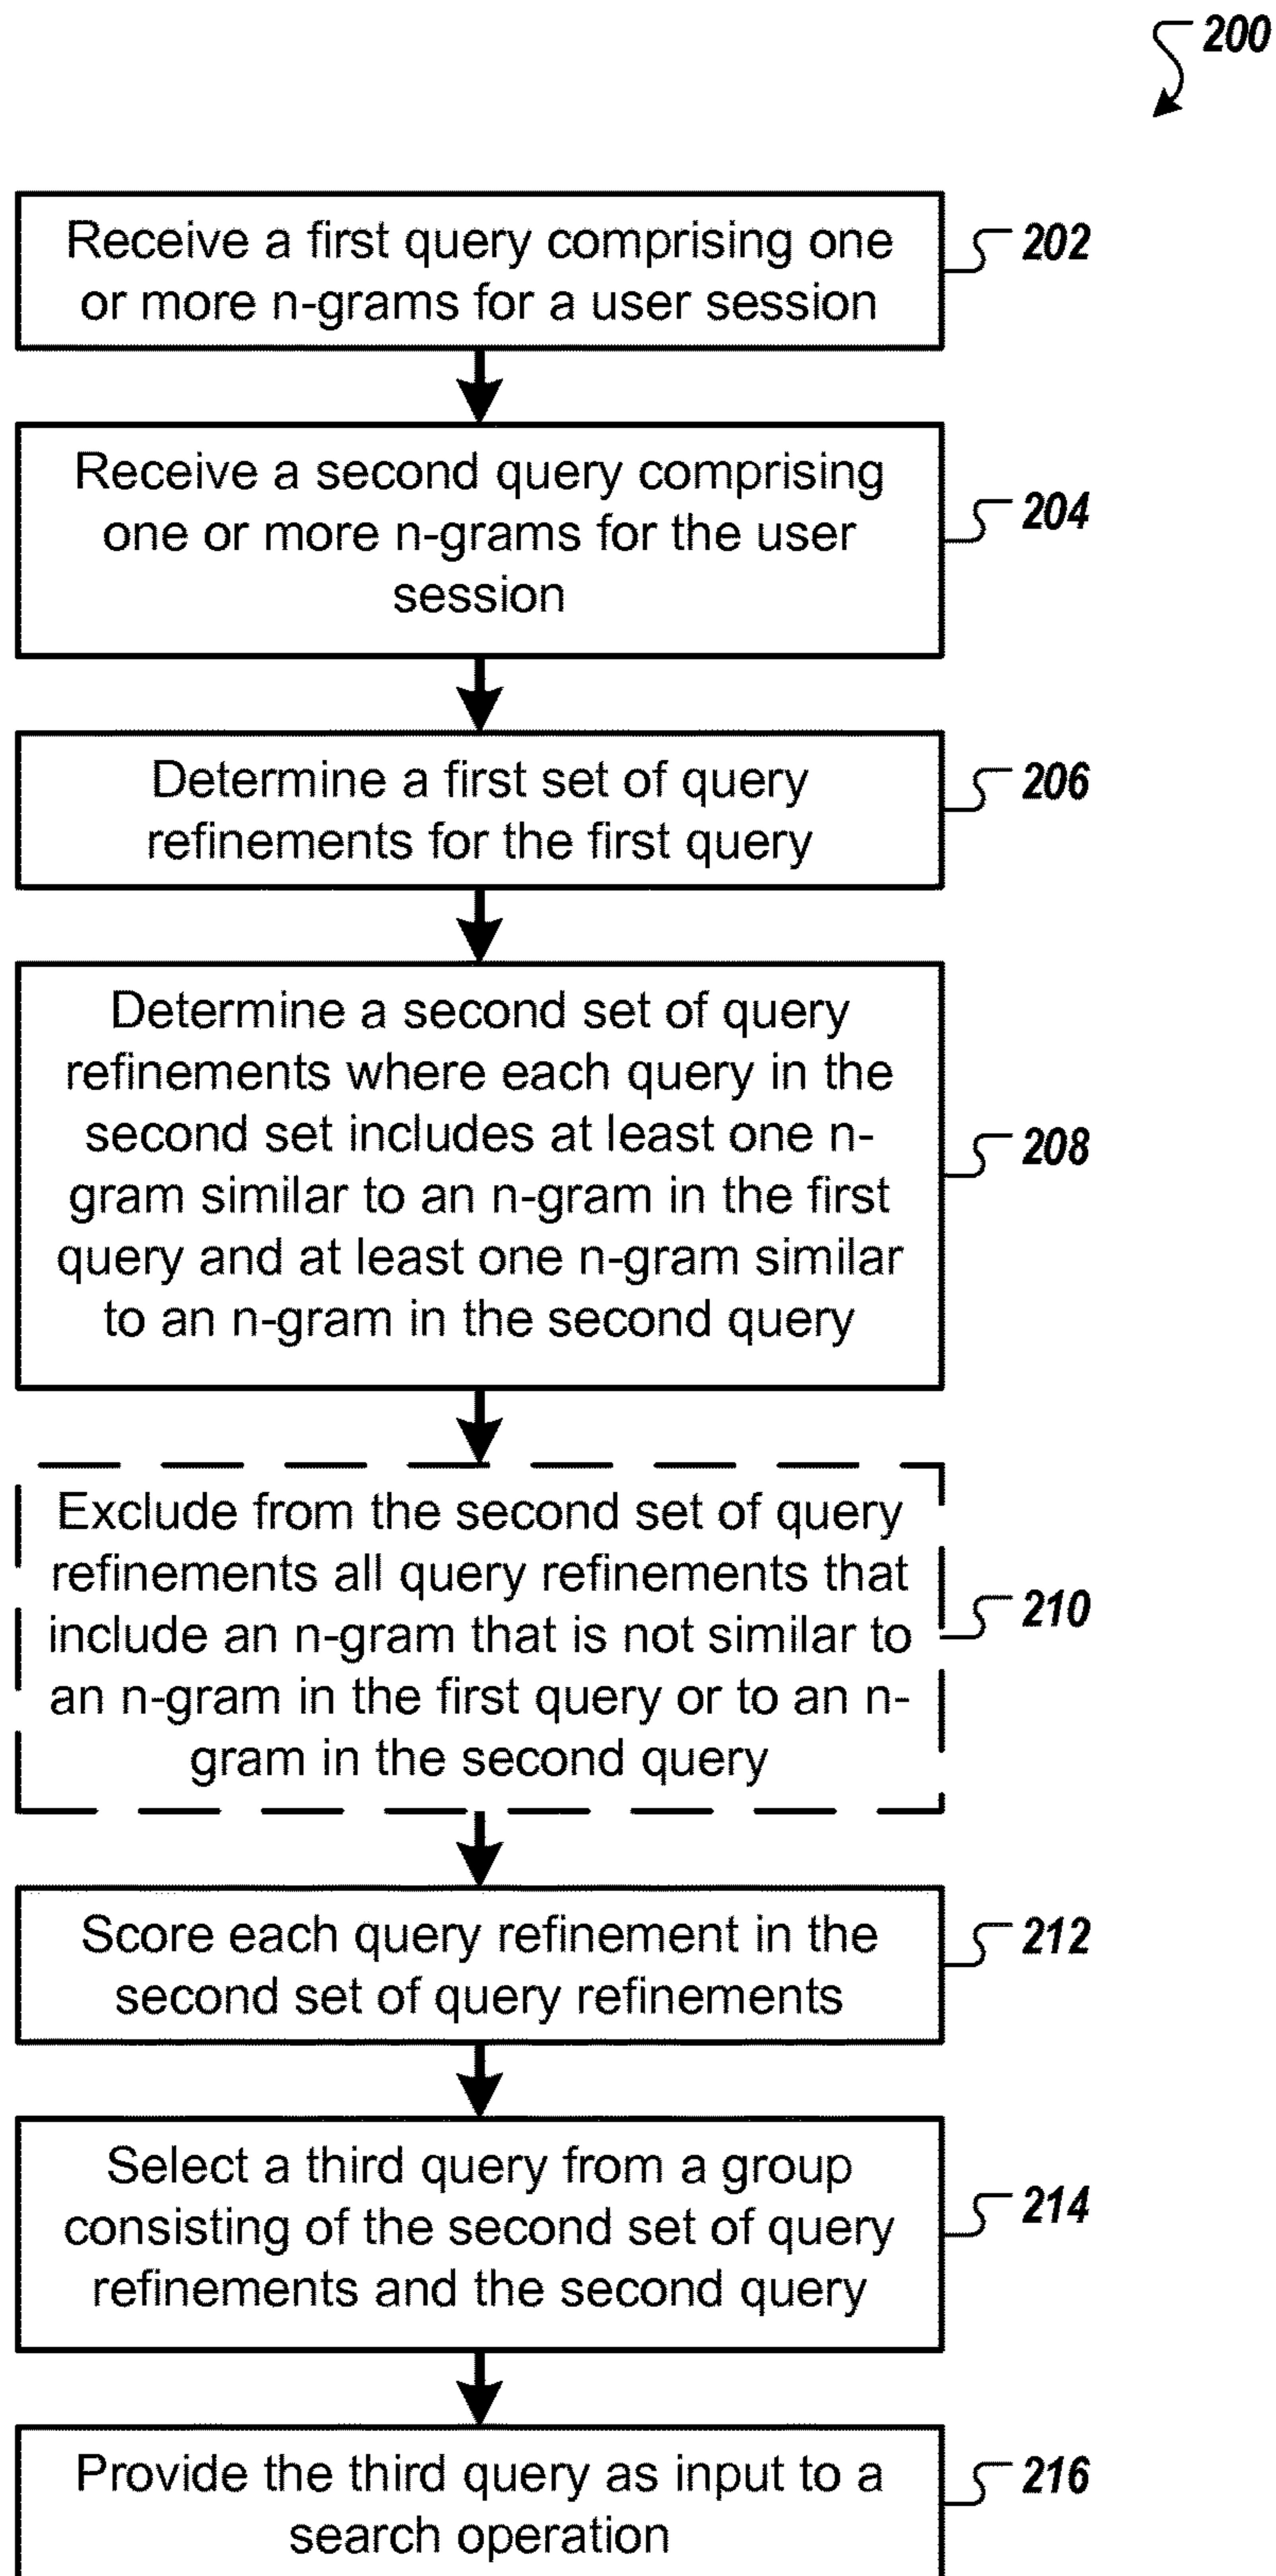 200
Receive a first query comprising one
or more n-grams for a user session
202
Receive a second query comprising
one or more n-grams for the user
session
204
Determine a first set of query
refinements for the first query
206
Determine a second set of query
refinements where each query in the
second set includes at least one n-
gram similar to an n-gram in the first
query and at least one n-gram similar
to an n-gram in the second query
208
Exclude from the second set of query
refinements all query refinements that
include an n-gram that is not similar to
an n-gram in the first query or to an n-
gram in the second query
210
Score each query refinement in the
second set of query refinements
212
Select a third query from a group
consisting of the second set of query
refinements and the second query
214
Provide the third query as input to a
search operation
216